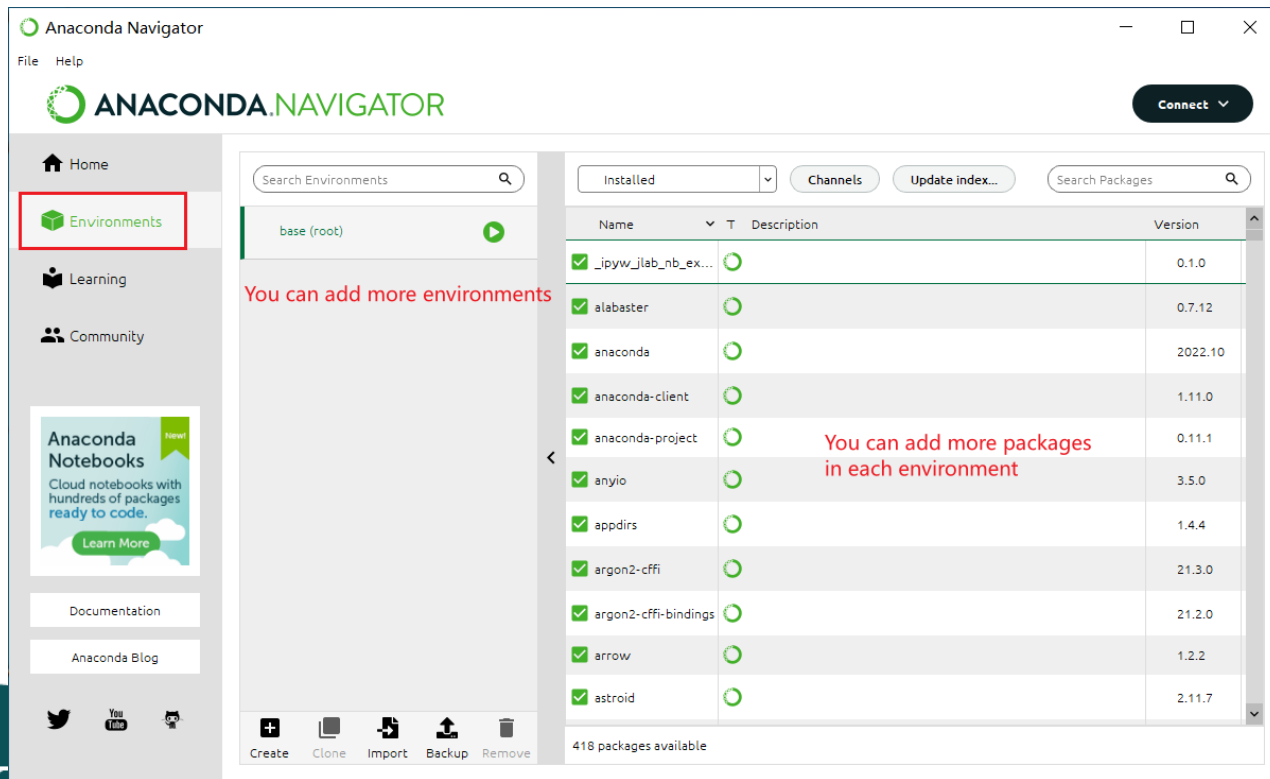 Anaconda Navigator
File Help
ANACONDA.NAVIGATOR
Connect
Home
Environments
Learning
Community
Anaconda
Notebooks
New!
Cloud notebooks with
hundreds of packages
ready to code.
Learn More
Documentation
Anaconda Blog
You
Tube
Search Environments
base (root)
You can add more environments
Create Clone Import Backup Remove
Installed Channels Update index... Search Packages
Name T Description Version
_ipyw_jlab_nb_ex... 0.1.0
alabaster 0.7.12
anaconda 2022.10
anaconda-client 1.11.0
anaconda-project 0.11.1
You can add more packages
in each environment
anyio 3.5.0
appdirs 1.4.4
argon2-cffi 21.3.0
argon2-cffi-bindings 21.2.0
arrow 1.2.2
astroid 2.11.7
418 packages available